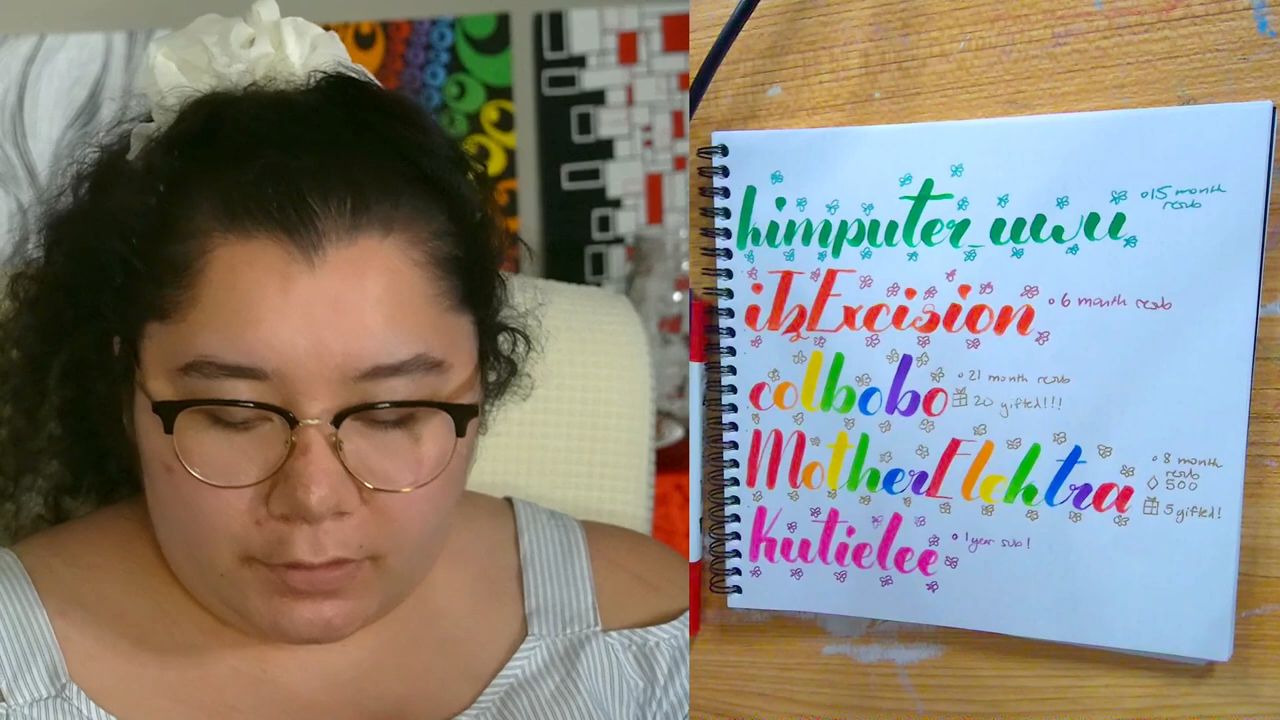 himputer_uwu
15 month resub
ibzExcision
6 month resub
colbobo
21 month resub
20 gifted!!!
MotherElektra
8 month resub
500
5 gifted!
kutielee
1 year sub!